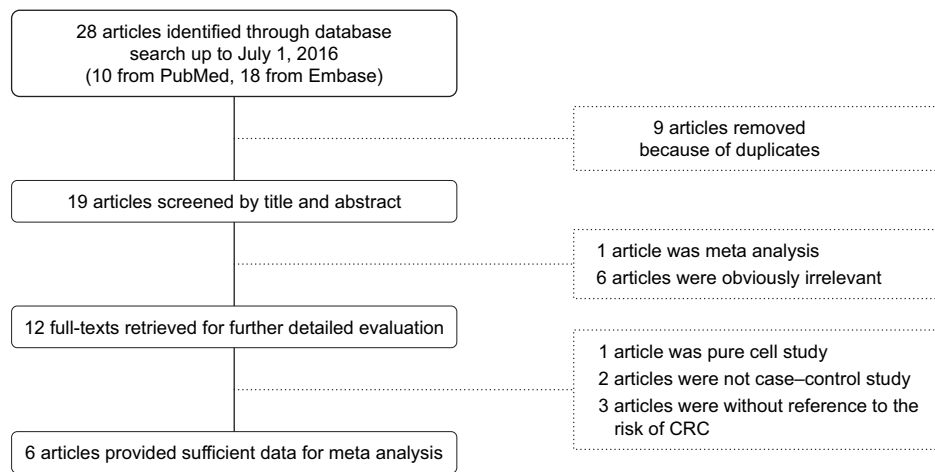 28 articles identified through database
search up to July 1, 2016
(10 from PubMed, 18 from Embase)
9 articles removed
because of duplicates
19 articles screened by title and abstract
1 article was meta analysis
6 articles were obviously irrelevant
12 full-texts retrieved for further detailed evaluation
1 article was pure cell study
2 articles were not case–control study
3 articles were without reference to the
risk of CRC
6 articles provided sufficient data for meta analysis